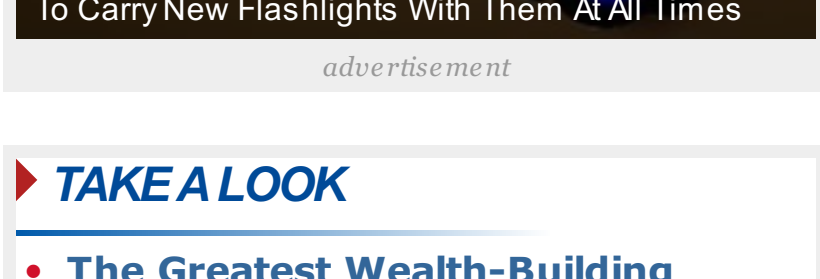 To Carry New Flashlights With Them At All Times
advertisement
TAKE A LOOK
• The Greatest Wealth-Building